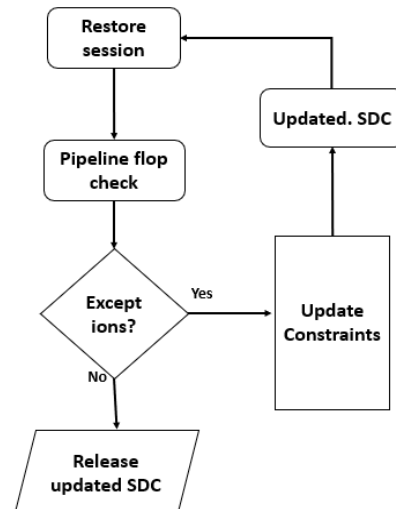 Restore
session
Updated. SDC
Pipeline flop
check
Except
ions?
Yes
Update
Constraints
No
Release
updated SDC